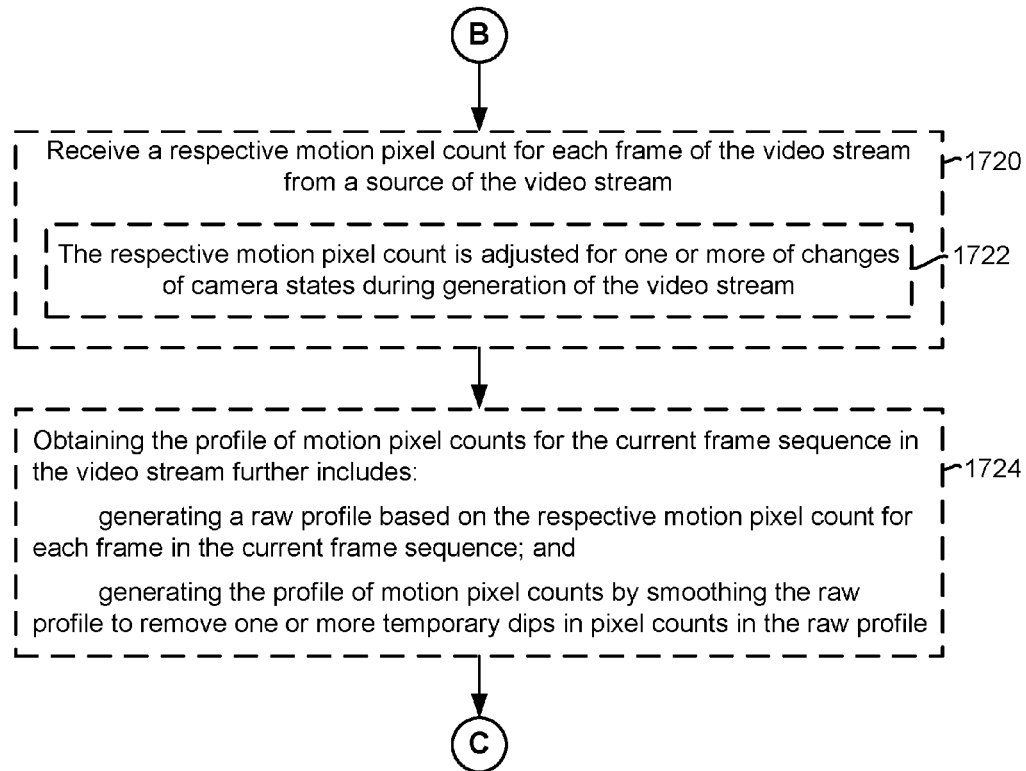 B
Receive a respective motion pixel count for each frame of the video stream
from a source of the video stream
1720
The respective motion pixel count is adjusted for one or more of changes
of camera states during generation of the video stream
1722
Obtaining the profile of motion pixel counts for the current frame sequence in
the video stream further includes:
1724
generating a raw profile based on the respective motion pixel count for
each frame in the current frame sequence; and
generating the profile of motion pixel counts by smoothing the raw
profile to remove one or more temporary dips in pixel counts in the raw profile
C